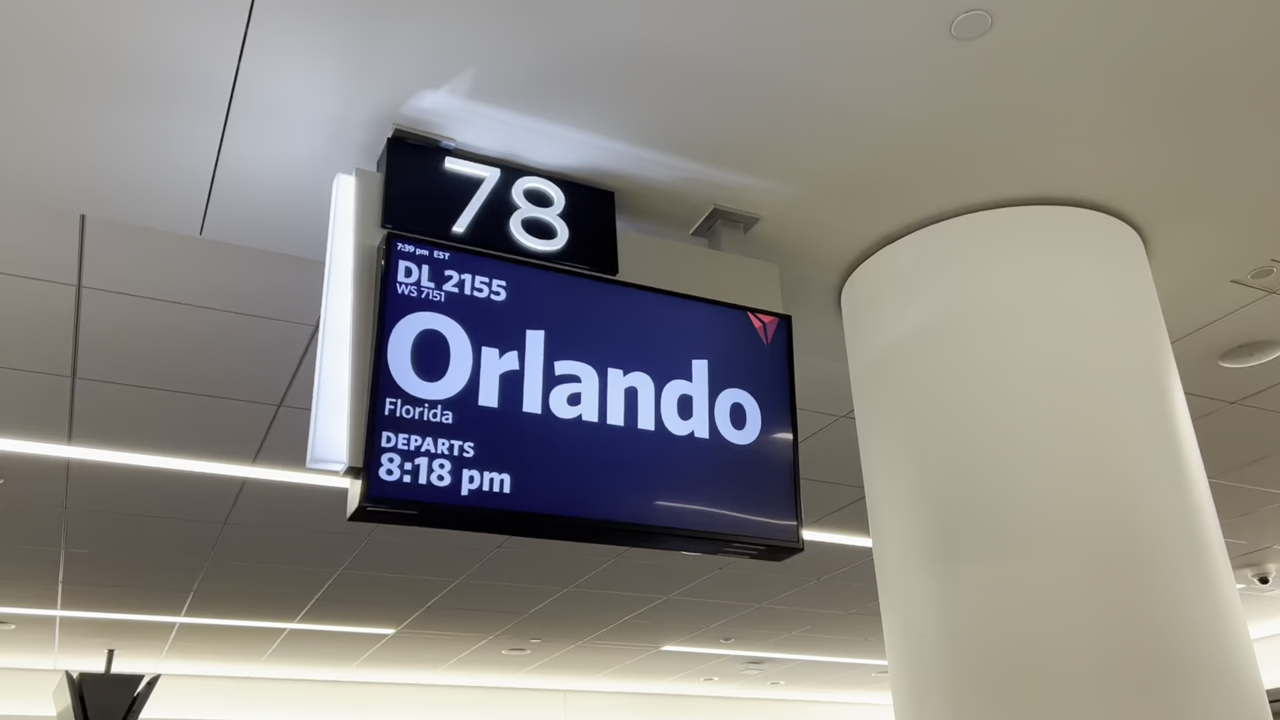 78
7:39 pm EST
DL 2155
WS 7151
Orlando
Florida
DEPARTS
8:18 pm